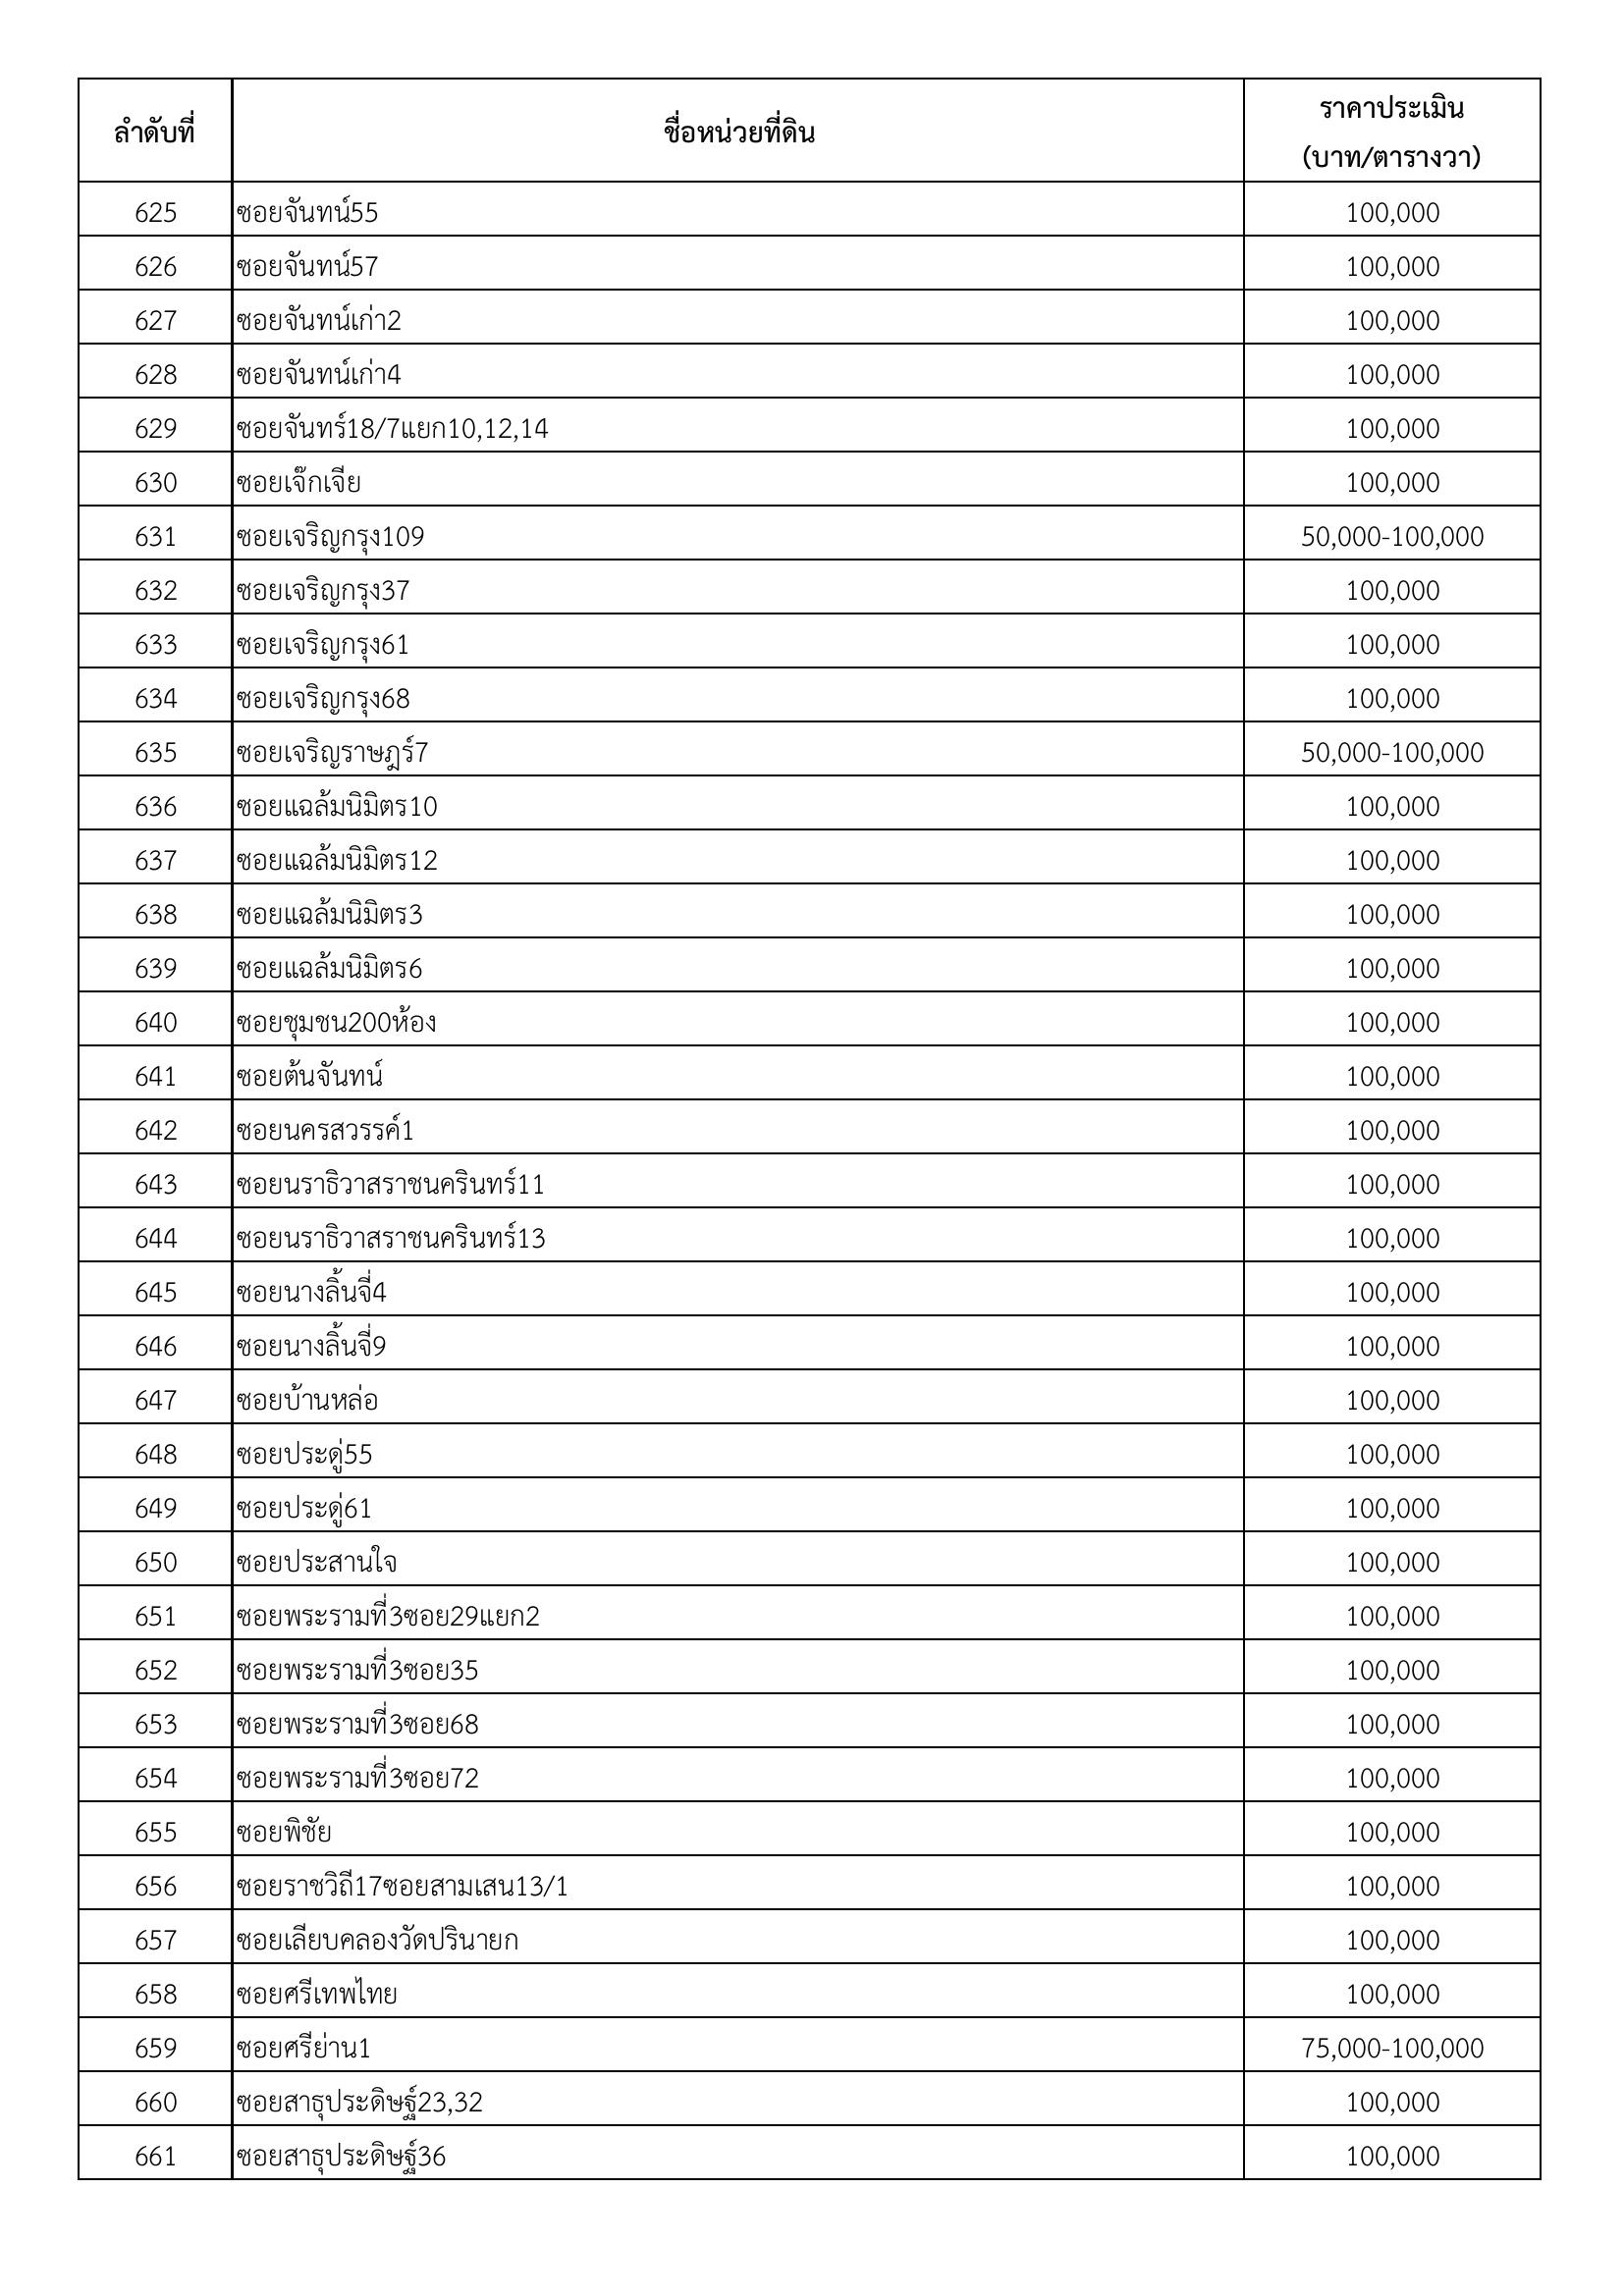 ลำดับที่ ชื่อหน่วยที่ดิน ราคาประเมิน
(บาท/ตารางวา)
625 ซอยจันทน์55 100,000
626 ซอยจันทน์57 100,000
627 ซอยจันทน์เก่า2 100,000
628 ซอยจันทน์เก่า4 100,000
629 ซอยจันทร์18/7แยก10,12,14 100,000
630 ซอยเจ๊กเจีย 100,000
631 ซอยเจริญกรุง109 50,000-100,000
632 ซอยเจริญกรุง37 100,000
633 ซอยเจริญกรุง61 100,000
634 ซอยเจริญกรุง68 100,000
635 ซอยเจริญราษฎร์7 50,000-100,000
636 ซอยแฉล้มนิมิตร10 100,000
637 ซอยแฉล้มนิมิตร12 100,000
638 ซอยแฉล้มนิมิตร3 100,000
639 ซอยแฉล้มนิมิตร6 100,000
640 ซอยชุมชน200ห้อง 100,000
641 ซอยต้นจันทน์ 100,000
642 ซอยนครสวรรค์1 100,000
643 ซอยนราธิวาสราชนครินทร์11 100,000
644 ซอยนราธิวาสราชนครินทร์13 100,000
645 ซอยนางลิ้นจี่4 100,000
646 ซอยนางลิ้นจี่9 100,000
647 ซอยบ้านหล่อ 100,000
648 ซอยประดู่55 100,000
649 ซอยประดู่61 100,000
650 ซอยประสานใจ 100,000
651 ซอยพระรามที่3ซอย29แยก2 100,000
652 ซอยพระรามที่3ซอย35 100,000
653 ซอยพระรามที่3ซอย68 100,000
654 ซอยพระรามที่3ซอย72 100,000
655 ซอยพิชัย 100,000
656 ซอยราชวิถี17ซอยสามเสน13/1 100,000
657 ซอยเลียบคลองวัดปรินายก 100,000
658 ซอยศรีเทพไทย 100,000
659 ซอยศรีย่าน1 75,000-100,000
660 ซอยสาธุประดิษฐ์23,32 100,000
661 ซอยสาธุประดิษฐ์36 100,000